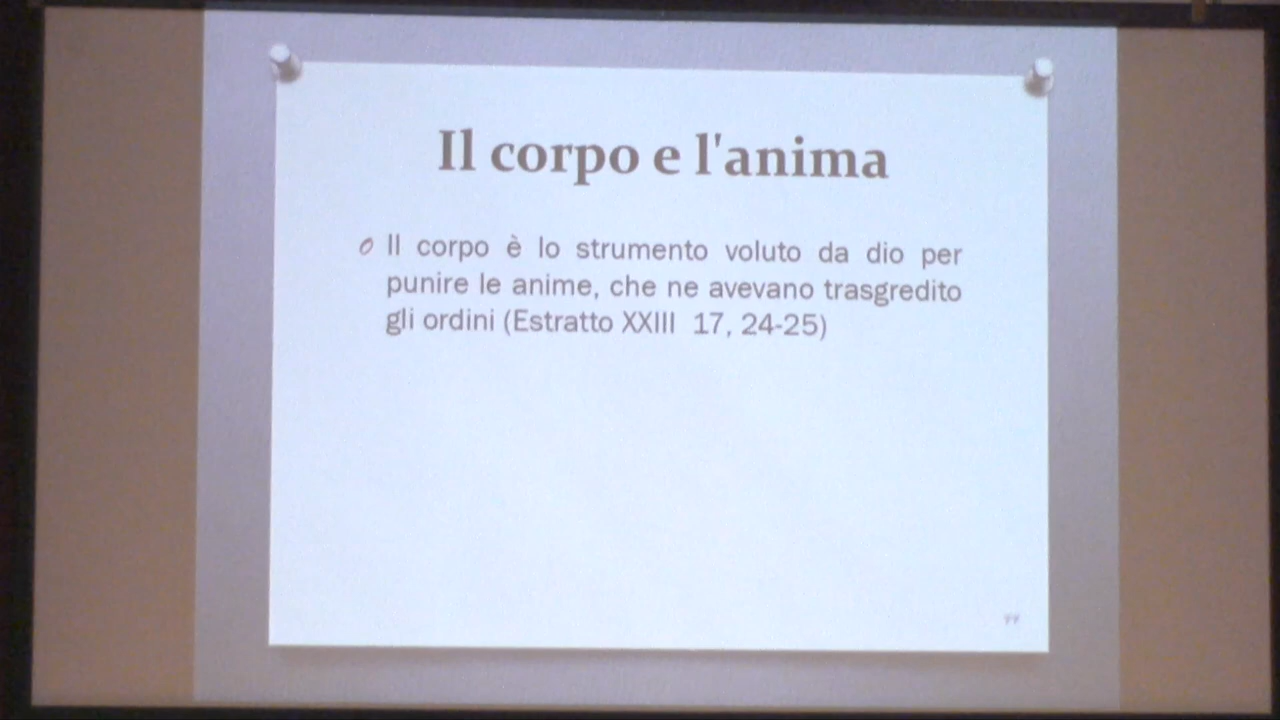 Il corpo e l'anima
Il corpo è lo strumento voluto da dio per
punire le anime, che ne avevano trasgredito
gli ordini (Estratto XXIII 17, 24-25)